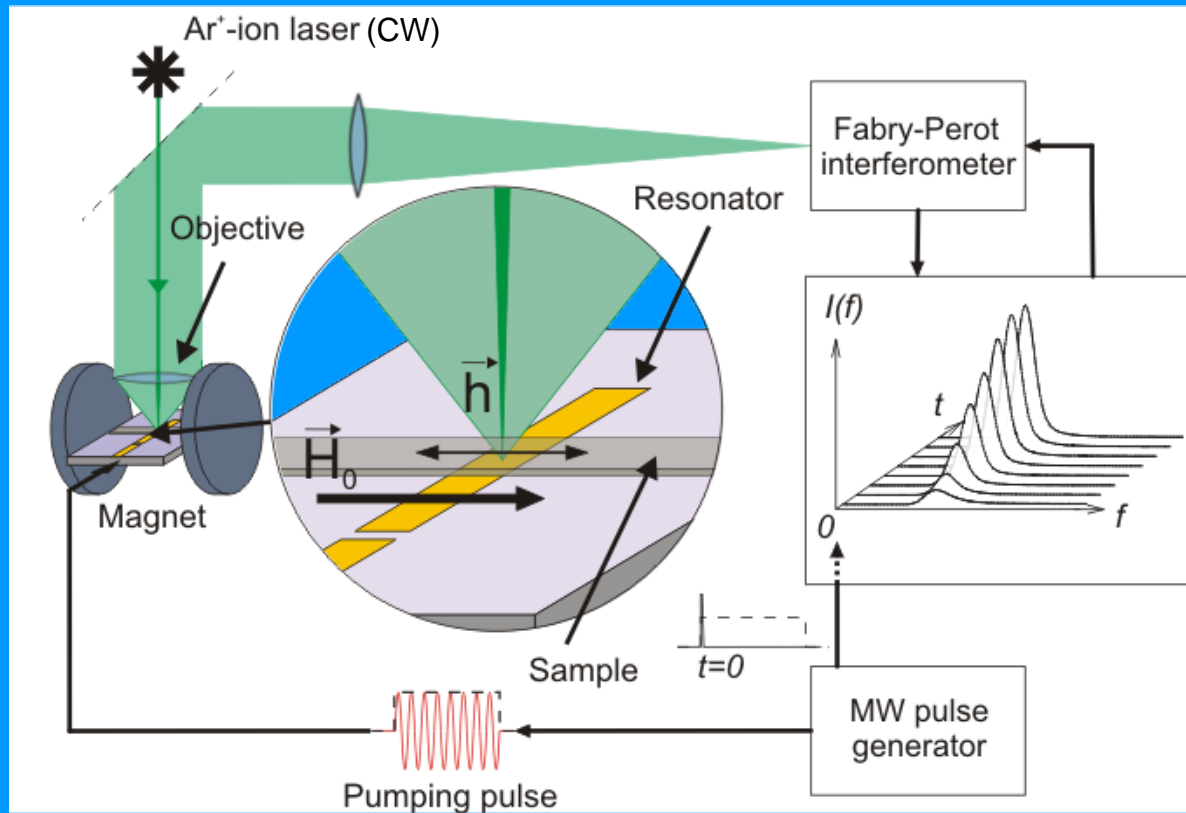 Ar⁺-ion laser (CW)
Fabry-Perot
interferometer
Resonator
Objective
I(f)
h
t
H₀
Magnet
0
f
Sample
t=0
MW pulse
generator
Pumping pulse